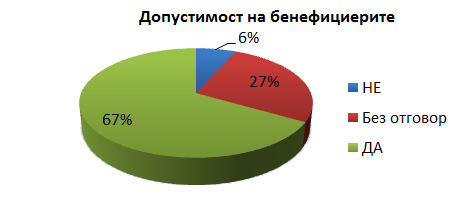 Допустимост на бенефициерите
6%
27%
67%
НЕ
Без отговор
ДА